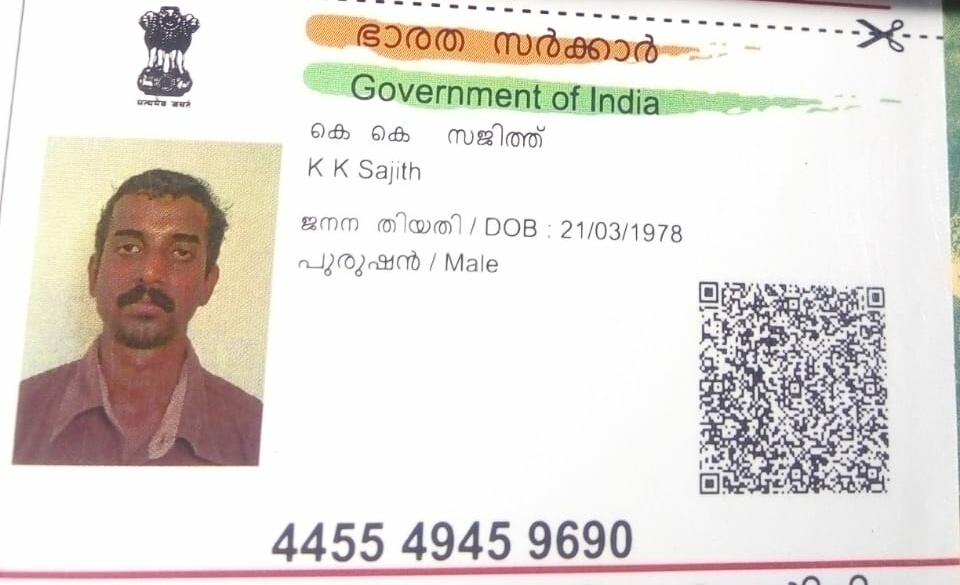 सत्यमेव जयते
ഭാരത സർക്കാർ
Government of India
കെ കെ സജിത്ത്
K K Sajith
ജനന തിയതി / DOB : 21/03/1978
പുരുഷൻ / Male
4455 4945 9690